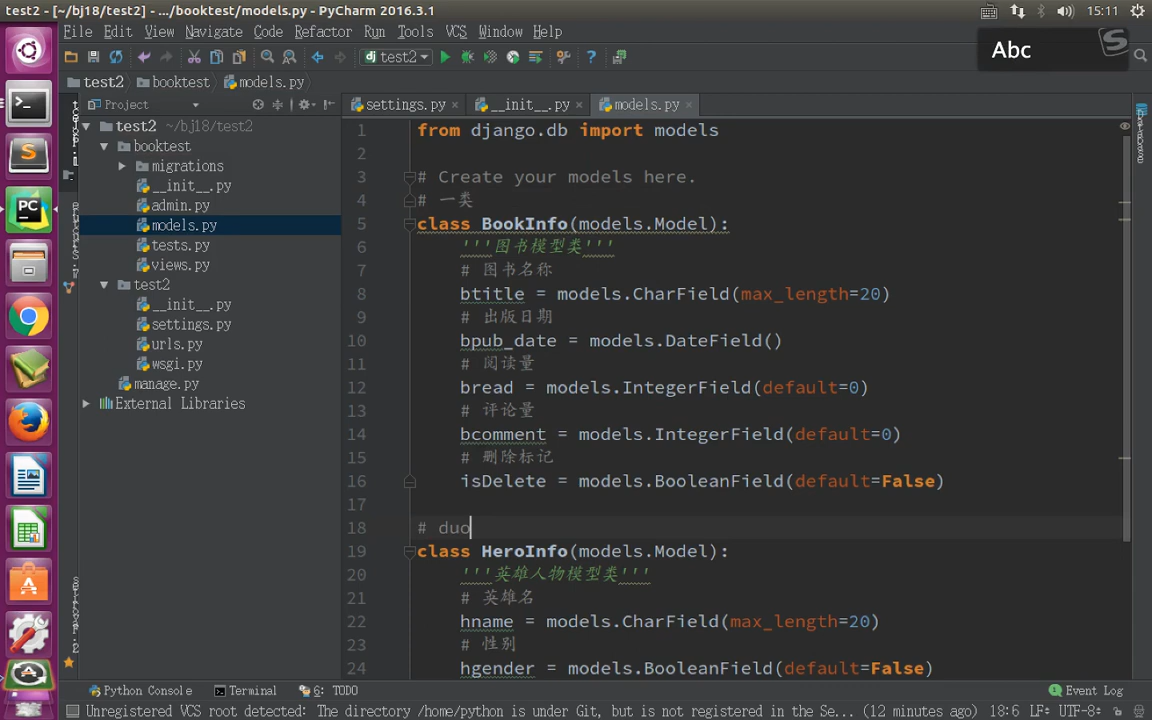 test2 - [~/bj18/test2] - .../booktest/models.py - PyCharm 2016.3.1
15:11
File Edit View Navigate Code Refactor Run Tools VCS Window Help
Abc
dj test2
test2 booktest models.py
Project
settings.py × __init__.py × models.py ×
test2 ~/bj18/test2
booktest
migrations
__init__.py
admin.py
models.py
tests.py
views.py
test2
__init__.py
settings.py
urls.py
wsgi.py
manage.py
External Libraries
1 from django.db import models
2
3 # Create your models here.
4 # 一类
5 class BookInfo(models.Model):
6 '''图书模型类'''
7 # 图书名称
8 btitle = models.CharField(max_length=20)
9 # 出版日期
10 bpub_date = models.DateField()
11 # 阅读量
12 bread = models.IntegerField(default=0)
13 # 评论量
14 bcomment = models.IntegerField(default=0)
15 # 删除标记
16 isDelete = models.BooleanField(default=False)
17
18 # duo
19 class HeroInfo(models.Model):
20 '''英雄人物模型类'''
21 # 英雄名
22 hname = models.CharField(max_length=20)
23 # 性别
24 hgender = models.BooleanField(default=False)
Python Console Terminal 6: TODO Event Log
Unregistered VCS root detected: The directory /home/python is under Git, but is not registered in the Se... (12 minutes ago) 18:6 LF÷ UTF-8÷